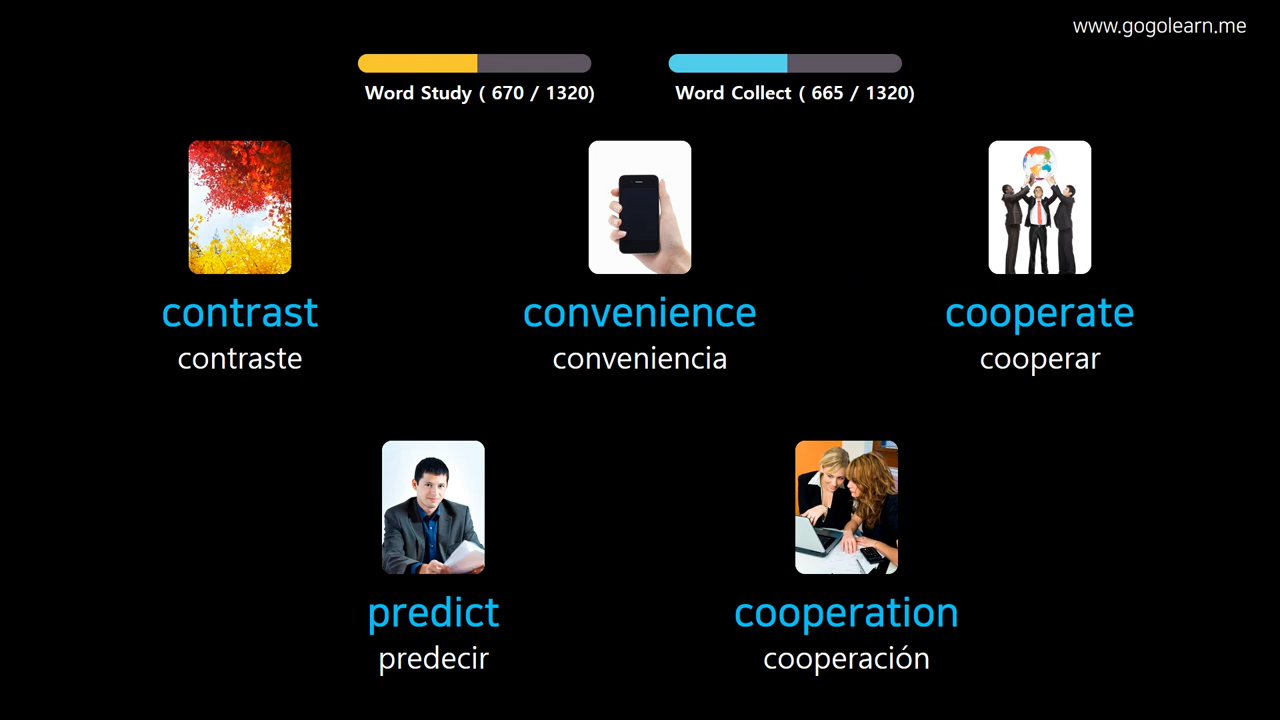 www.gogolearn.me
Word Study ( 670 / 1320)
Word Collect ( 665 / 1320)
contrast
contraste
convenience
conveniencia
cooperate
cooperar
predict
predecir
cooperation
cooperación